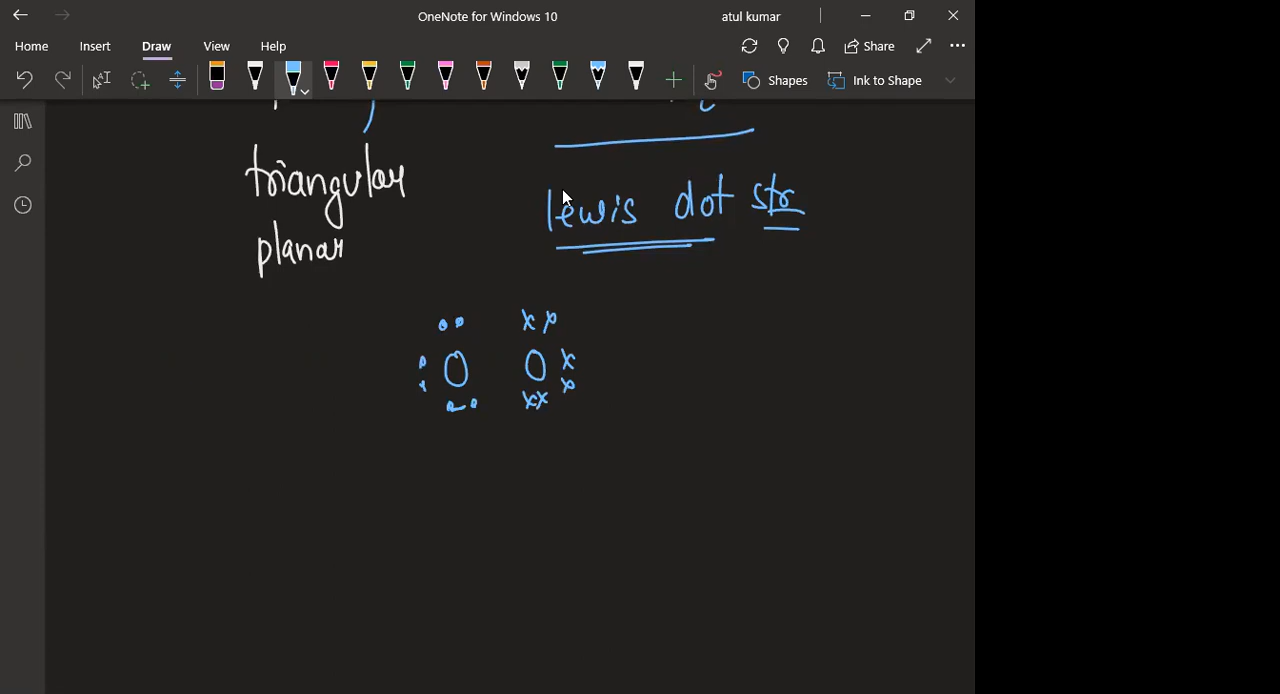 OneNote for Windows 10
atul kumar
Home Insert Draw View Help
Share
Shapes Ink to Shape
triangular
planar
lewis dot str
O O